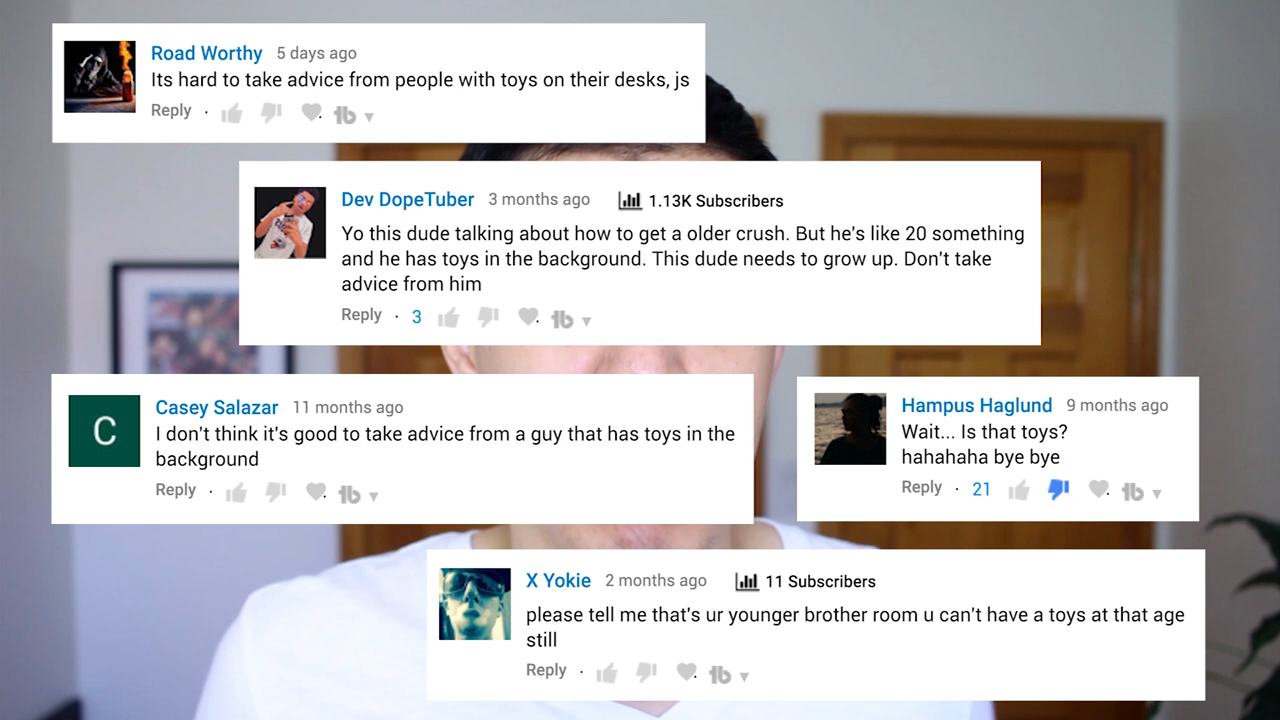 Road Worthy 5 days ago
Its hard to take advice from people with toys on their desks, js
Reply
Dev DopeTuber 3 months ago 1.13K Subscribers
Yo this dude talking about how to get a older crush. But he's like 20 something
and he has toys in the background. This dude needs to grow up. Don't take
advice from him
Reply · 3
Casey Salazar 11 months ago
I don't think it's good to take advice from a guy that has toys in the
background
Reply
C
Hampus Haglund 9 months ago
Wait... Is that toys?
hahahaha bye bye
Reply · 21
X Yokie 2 months ago 11 Subscribers
please tell me that's ur younger brother room u can't have a toys at that age
still
Reply